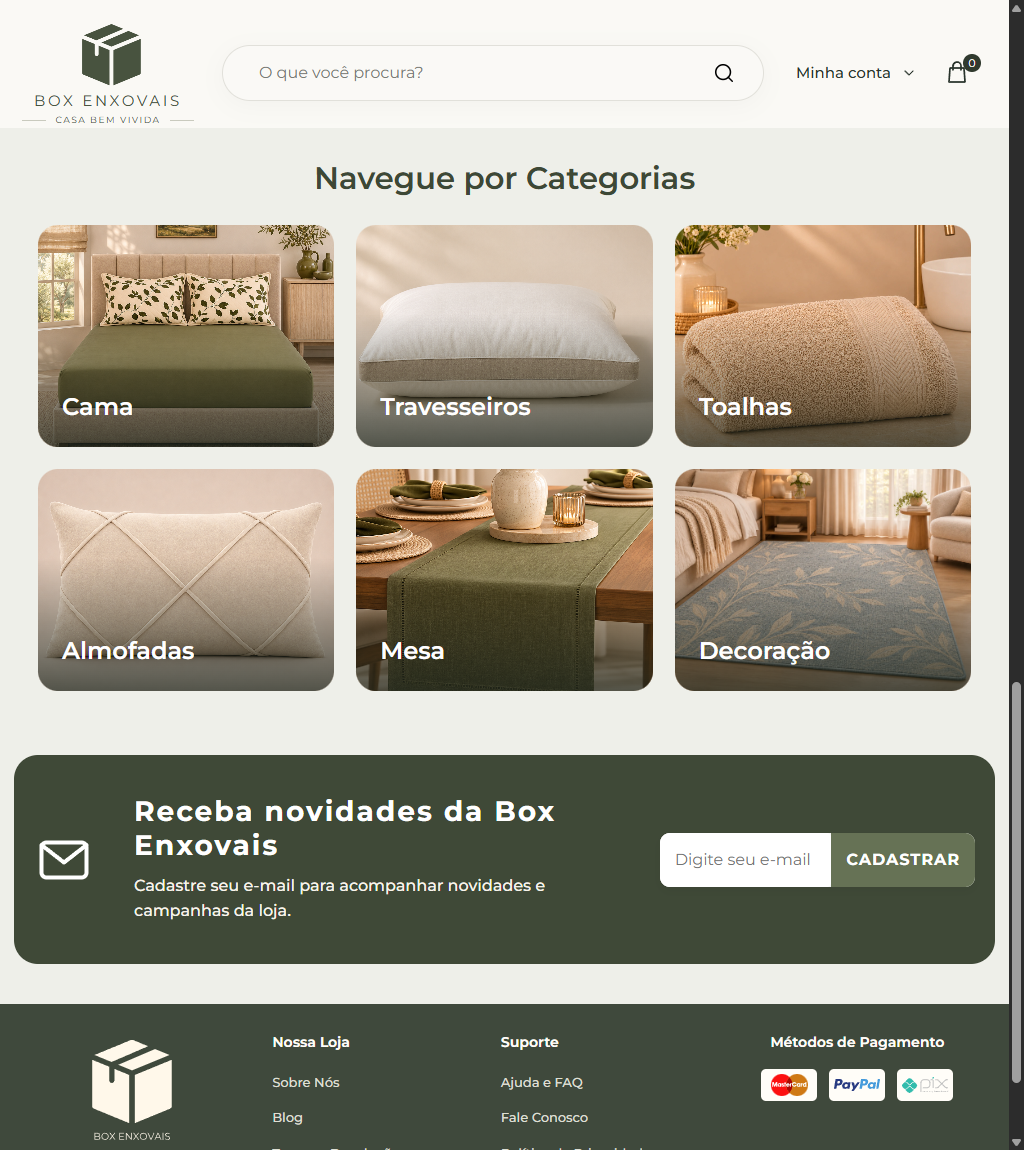 BOX ENXOVAIS
CASA BEM VIVIDA
O que você procura?
Minha conta
0
Navegue por Categorias
Cama
Travesseiros
Toalhas
Almofadas
Mesa
Decoração
Receba novidades da Box
Enxovais
Cadastre seu e-mail para acompanhar novidades e
campanhas da loja.
Digite seu e-mail
CADASTRAR
BOX ENXOVAIS
Nossa Loja
Sobre Nós
Blog
Suporte
Ajuda e FAQ
Fale Conosco
Métodos de Pagamento
MasterCard
PayPal
pix